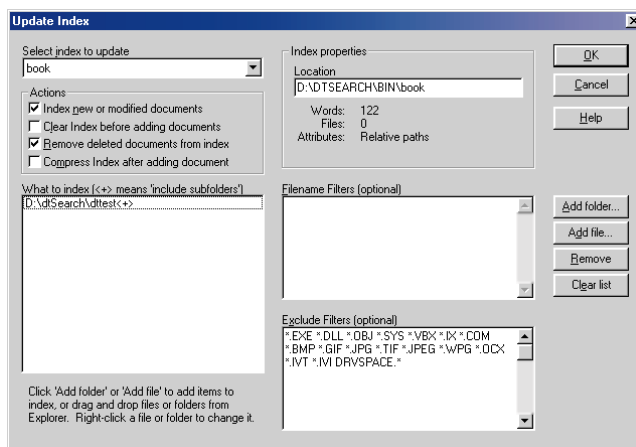 Update Index
Select index to update
book
Actions
Index new or modified documents
Clear Index before adding documents
Remove deleted documents from index
Compress Index after adding document
Index properties
Location
D:\DTSEARCH\BIN\book
Words: 122
Files: 0
Attributes: Relative paths
OK
Cancel
Help
What to index (<+> means 'include subfolders')
D:\dtSearch\dttest<+>
Filename Filters (optional)
Add folder...
Add file...
Remove
Clear list
Exclude Filters (optional)
*.EXE *.DLL *.OBJ *.SYS *.VBX *.IX *.COM
*.BMP *.GIF *.JPG *.TIF *.JPEG *.WPG *.OCX
*.IVT *.IVI DRVSPACE.*
Click 'Add folder' or 'Add file' to add items to
index, or drag and drop files or folders from
Explorer. Right-click a file or folder to change it.